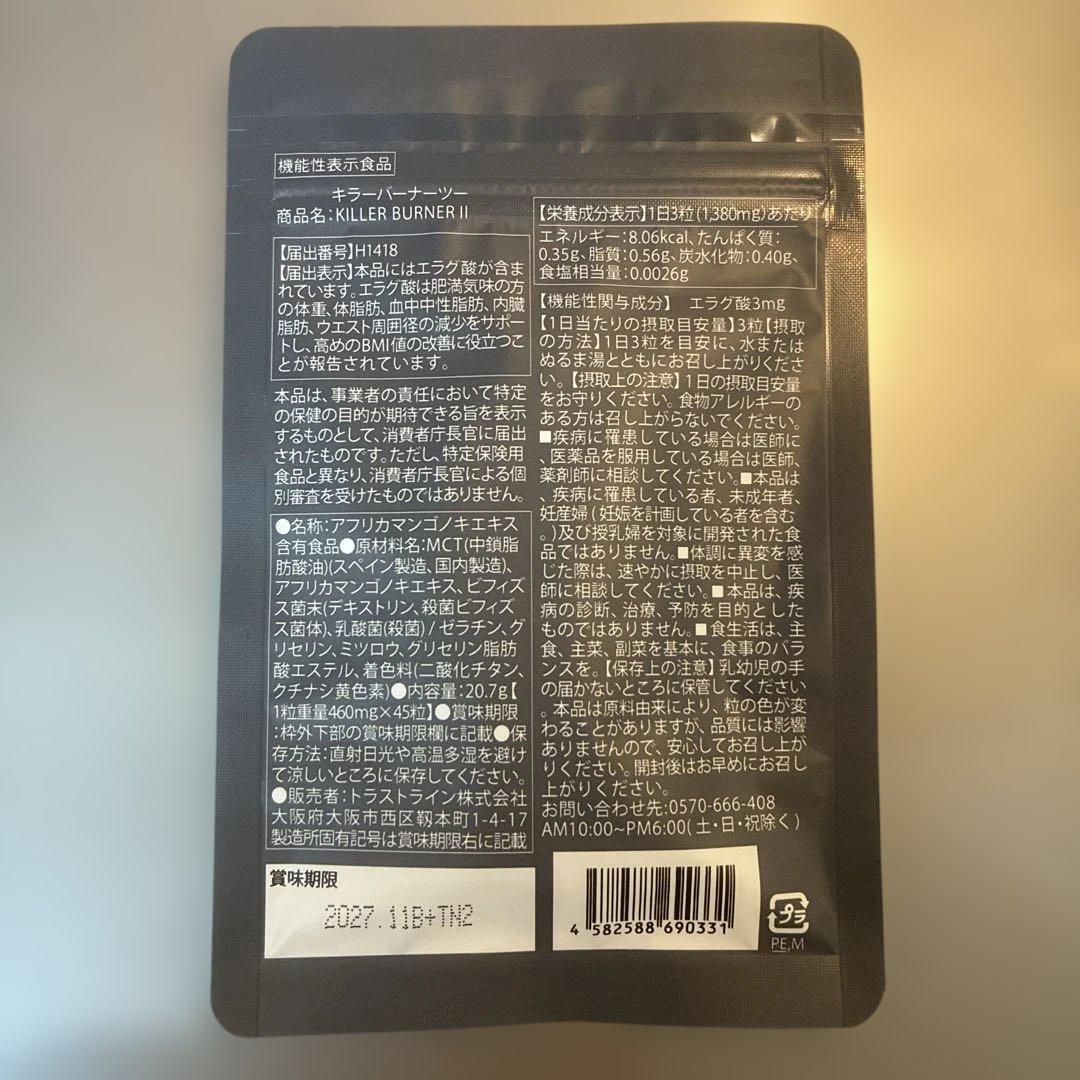 機能性表示食品
キラーバーナーツー
商品名：KILLER BURNER II
【届出番号】H1418
【届出表示】本品にはエラグ酸が含ま
れています。エラグ酸は肥満気味の方
の体重、体脂肪、血中中性脂肪、内臓
脂肪、ウエスト周囲径の減少をサポー
トし、高めのBMI値の改善に役立つこ
とが報告されています。
本品は、事業者の責任において特定
の保健の目的が期待できる旨を表示
するものとして、消費者庁長官に届出
されたものです。ただし、特定保険用
食品と異なり、消費者庁長官による個
別審査を受けたものではありません。
●名称：アフリカマンゴノキエキス
含有食品●原材料名：MCT(中鎖脂
肪酸油)(スペイン製造、国内製造)、
アフリカマンゴノキエキス、ビフィズ
ス菌末(デキストリン、殺菌ビフィズ
ス菌体)、乳酸菌(殺菌) / ゼラチン、グ
リセリン、ミツロウ、グリセリン脂肪
酸エステル、着色料(二酸化チタン、
クチナシ黄色素)●内容量：20.7g【
1粒重量460mg×45粒】●賞味期限
：枠外下部の賞味期限欄に記載●保
存方法：直射日光や高温多湿を避け
て涼しいところに保存してください。
●販売者：トラストライン株式会社
大阪府大阪市西区靱本町1-4-17
製造所固有記号は賞味期限右に記載
賞味期限
2027.11B+TN2
【栄養成分表示】1日3粒(1,380mg)あたり
エネルギー：8.06kcal、たんぱく質：
0.35g、脂質：0.56g、炭水化物：0.40g、
食塩相当量：0.0026g
【機能性関与成分】 エラグ酸3mg
【1日当たりの摂取目安量】3粒【摂取
の方法】1日3粒を目安に、水または
ぬるま湯とともにお召し上がりくださ
い。【摂取上の注意】1日の摂取目安量
をお守りください。食物アレルギーの
ある方は召し上がらないでください。
■疾病に罹患している場合は医師に
、医薬品を服用している場合は医師、
薬剤師に相談してください。■本品は
、疾病に罹患している者、未成年者、
妊産婦(妊娠を計画している者を含む
。)及び授乳婦を対象に開発された食
品ではありません。■体調に異変を感
じた際は、速やかに摂取を中止し、医
師に相談してください。■本品は、疾
病の診断、治療、予防を目的とした
ものではありません。■食生活は、主
食、主菜、副菜を基本に、食事のバラ
ンスを。【保存上の注意】乳幼児の手
の届かないところに保管してください
。本品は原料由来により、粒の色が変
わることがありますが、品質には影響
ありませんので、安心してお召し上が
りください。開封後はお早めにお召し
上がりください。
お問い合わせ先：0570-666-408
AM10:00~PM6:00(土・日・祝除く)
4 582588 690331
プラ
PE,M